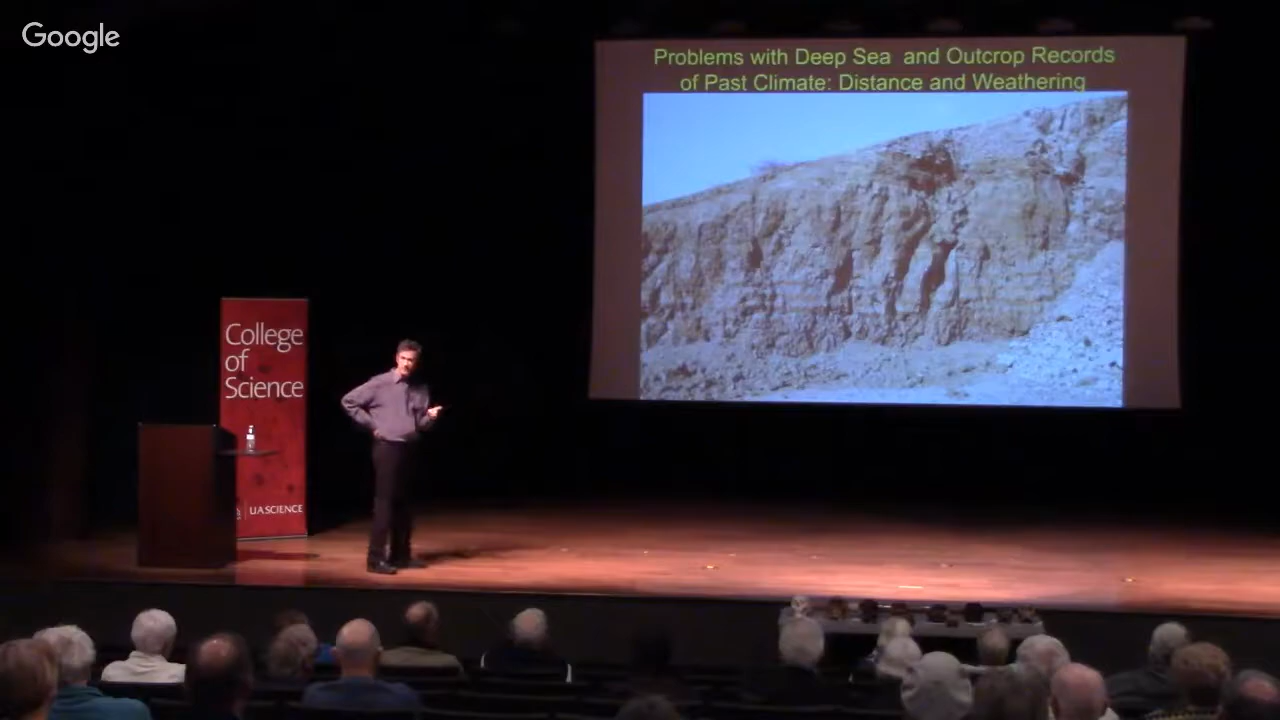 Google
Problems with Deep Sea and Outcrop Records
of Past Climate: Distance and Weathering
College
of
Science
UA SCIENCE